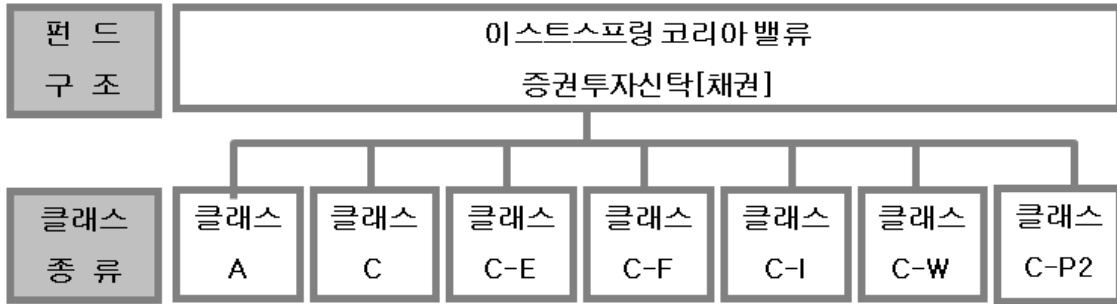 펀 드
구 조
이스트스프링 코리아 밸류
증권투자신탁[채권]
클래스
종 류
클래스
A
클래스
C
클래스
C-E
클래스
C-F
클래스
C-I
클래스
C-W
클래스
C-P2